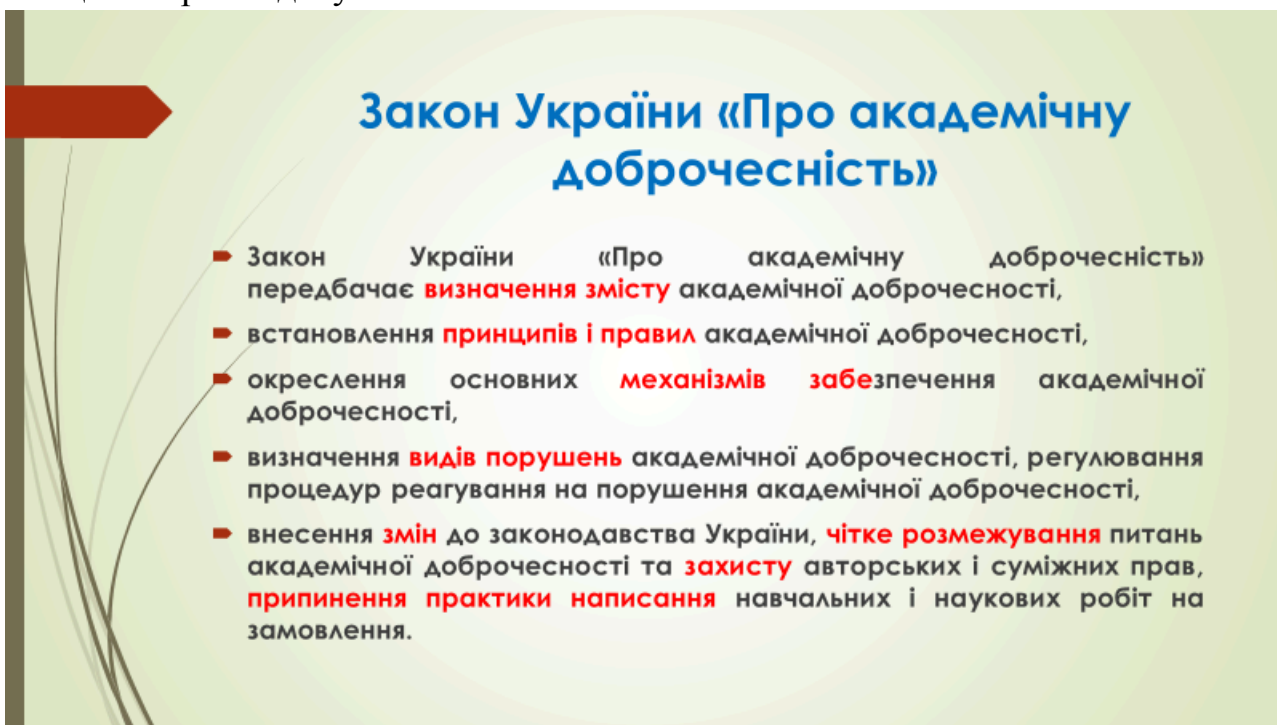 Закон України «Про академічну
доброчесність»
Закон України «Про академічну доброчесність»
передбачає визначення змісту академічної доброчесності,
встановлення принципів і правил академічної доброчесності,
окреслення основних механізмів забезпечення академічної
доброчесності,
визначення видів порушень академічної доброчесності, регулювання
процедур реагування на порушення академічної доброчесності,
внесення змін до законодавства України, чітке розмежування питань
академічної доброчесності та захисту авторських і суміжних прав,
припинення практики написання навчальних і наукових робіт на
замовлення.